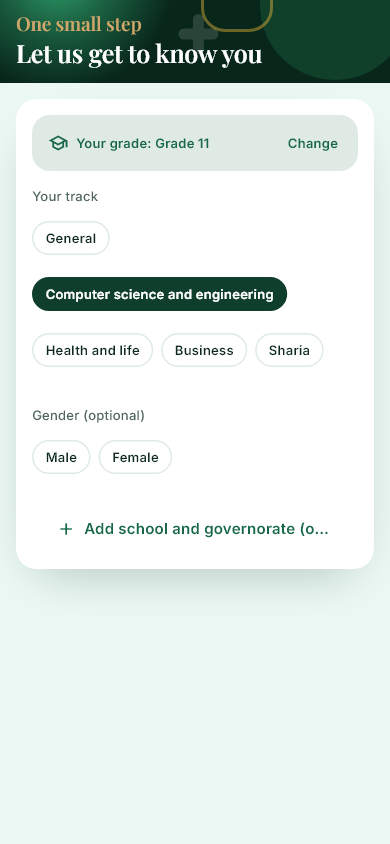 One small step
Let us get to know you
Your grade: Grade 11 Change
Your track
General
Computer science and engineering
Health and life Business Sharia
Gender (optional)
Male Female
+ Add school and governorate (o...